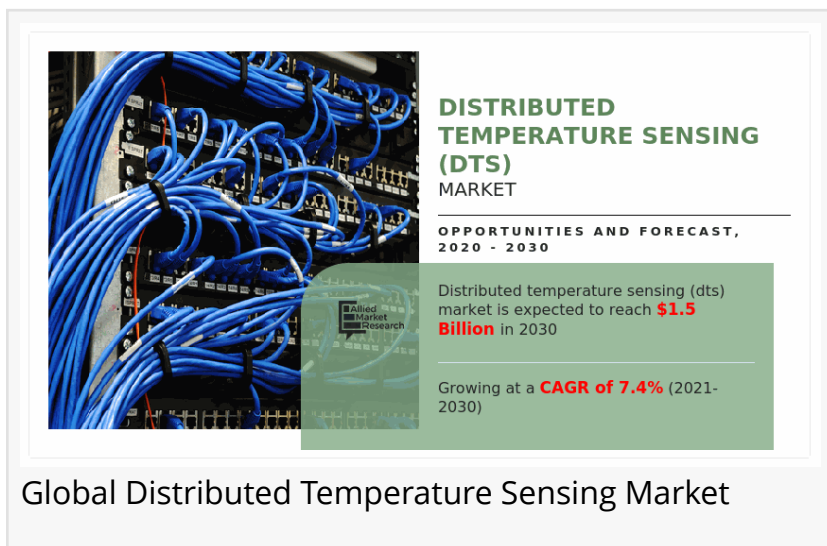 DISTRIBUTED
TEMPERATURE SENSING
(DTS)
MARKET
OPPORTUNITIES AND FORECAST,
2020 - 2030
Distributed temperature sensing (dts)
market is expected to reach $1.5
Billion in 2030
Allied
Market
Research
Growing at a CAGR of 7.4% (2021-
2030)
Global Distributed Temperature Sensing Market